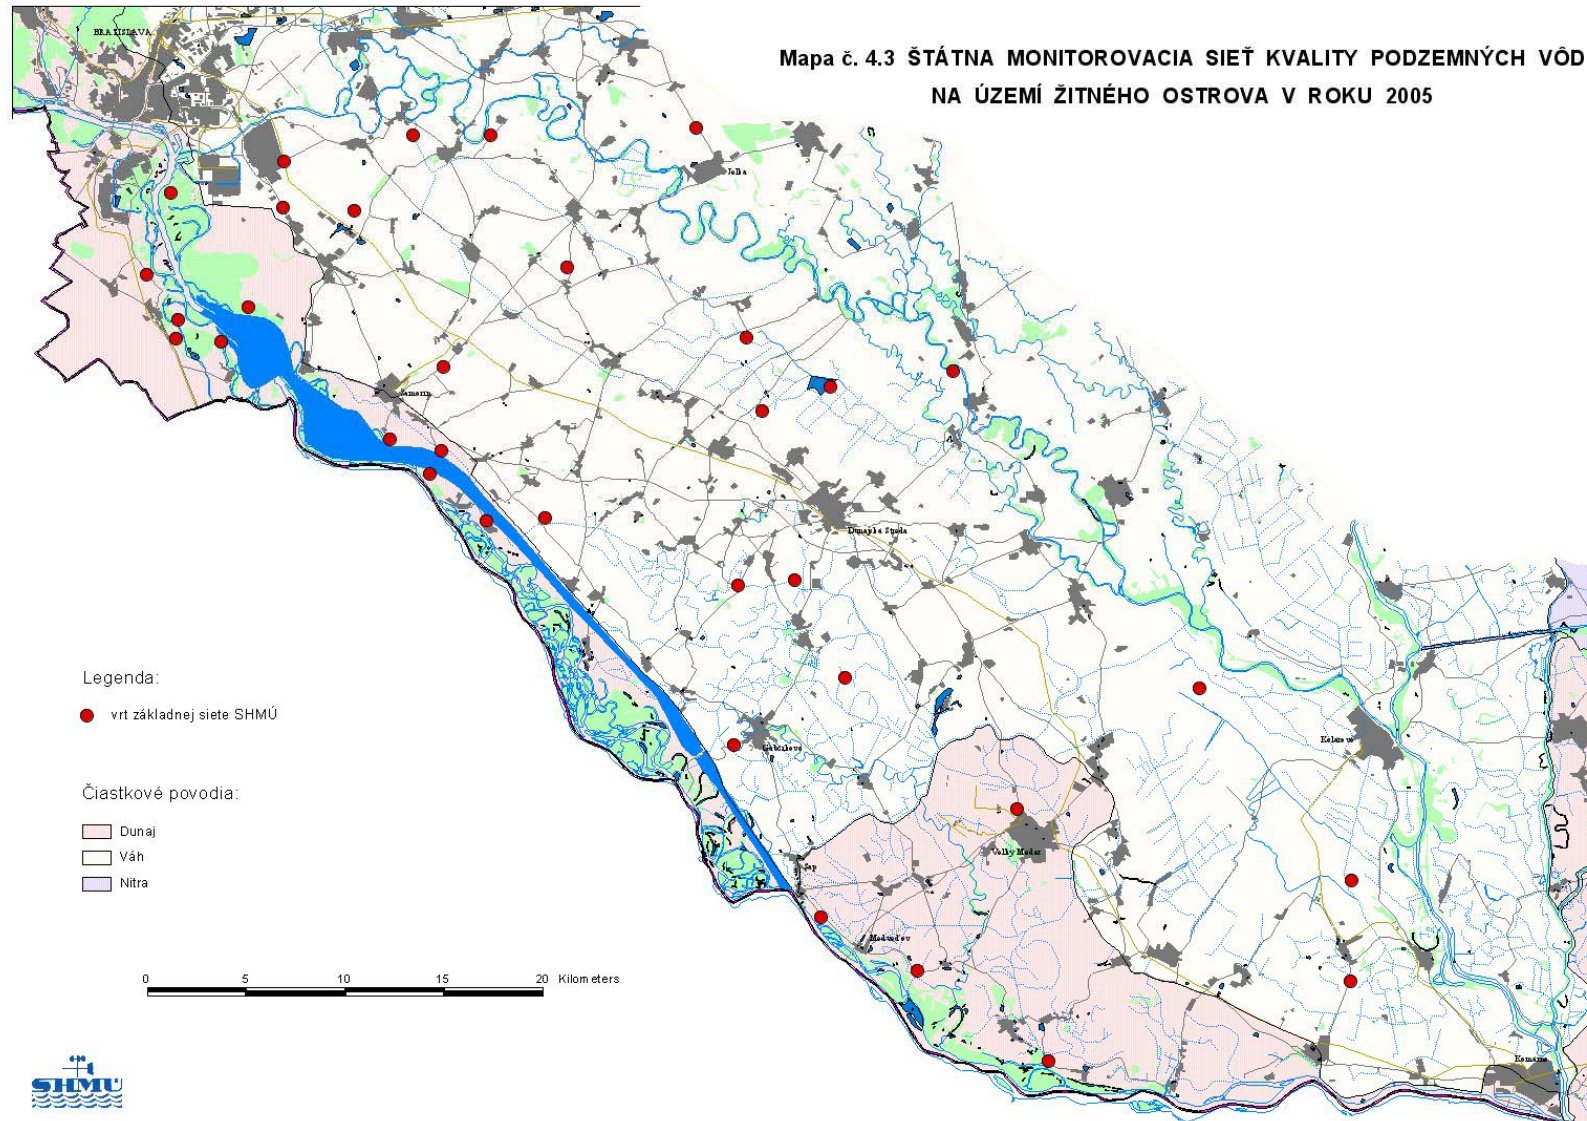 Mapa č. 4.3 ŠTÁTNA MONITOROVACIA SIEŤ KVALITY PODZEMNÝCH VÔD
NA ÚZEMÍ ŽITNÉHO OSTROVA V ROKU 2005
BRATISLAVA
Jelka
Šamorín
Dunajská Streda
Gabčíkovo
Kolárovo
Veľký Meder
Sap
Medveďov
Komárno
Legenda:
vrt základnej siete SHMÚ
Čiastkové povodia:
Dunaj
Váh
Nitra
0 5 10 15 20 Kilometers
SHMÚ